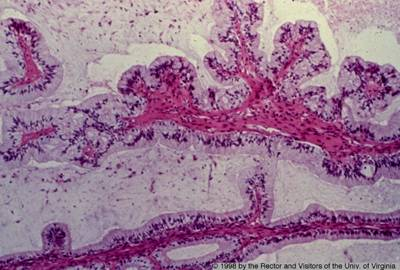 © 1998 by the Rector and Visitors of the Univ. of Virginia